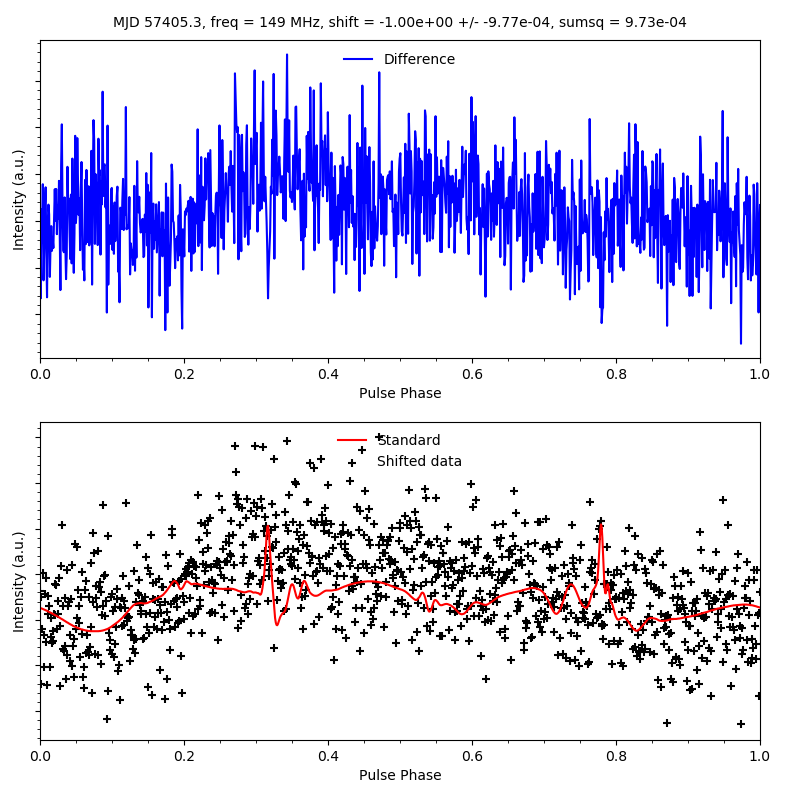 MJD 57405.3, freq = 149 MHz, shift = -1.00e+00 +/- -9.77e-04, sumsq = 9.73e-04
Difference
Intensity (a.u.)
0.0 0.2 0.4 0.6 0.8 1.0
Pulse Phase
Standard
Shifted data
Intensity (a.u.)
0.0 0.2 0.4 0.6 0.8 1.0
Pulse Phase